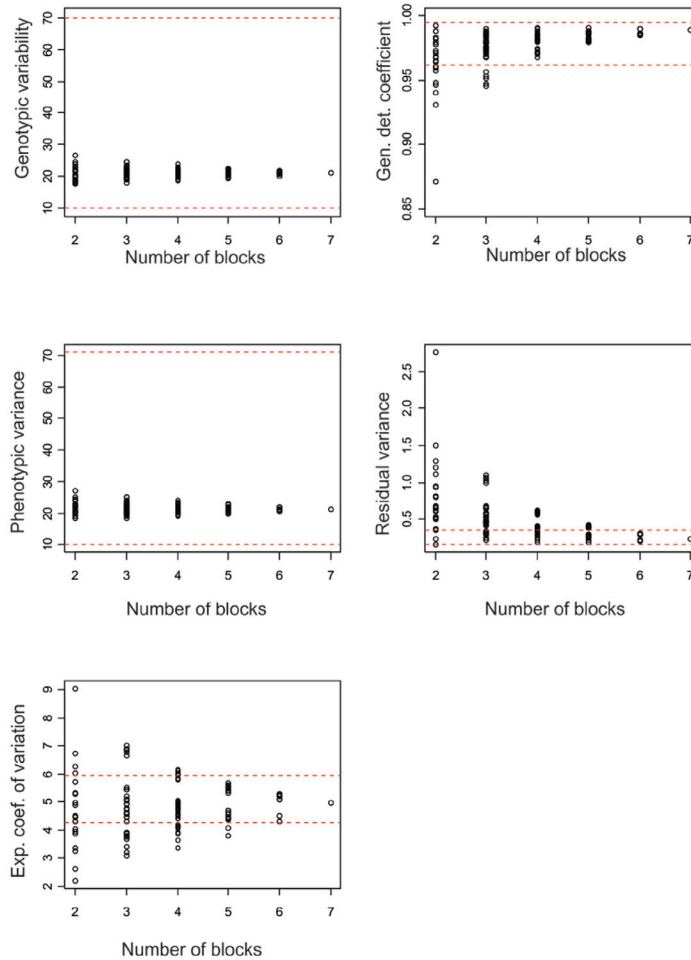 Genotypic variability
70
60
50
40
30
20
10
2 3 4 5 6 7
Number of blocks
Gen. det. coefficient
1.00
0.95
0.90
0.85
2 3 4 5 6 7
Number of blocks
Phenotypic variance
70
60
50
40
30
20
10
2 3 4 5 6 7
Number of blocks
Residual variance
2.5
2.0
1.5
1.0
0.5
2 3 4 5 6 7
Number of blocks
Exp. coef. of variation
9
8
7
6
5
4
3
2
2 3 4 5 6 7
Number of blocks